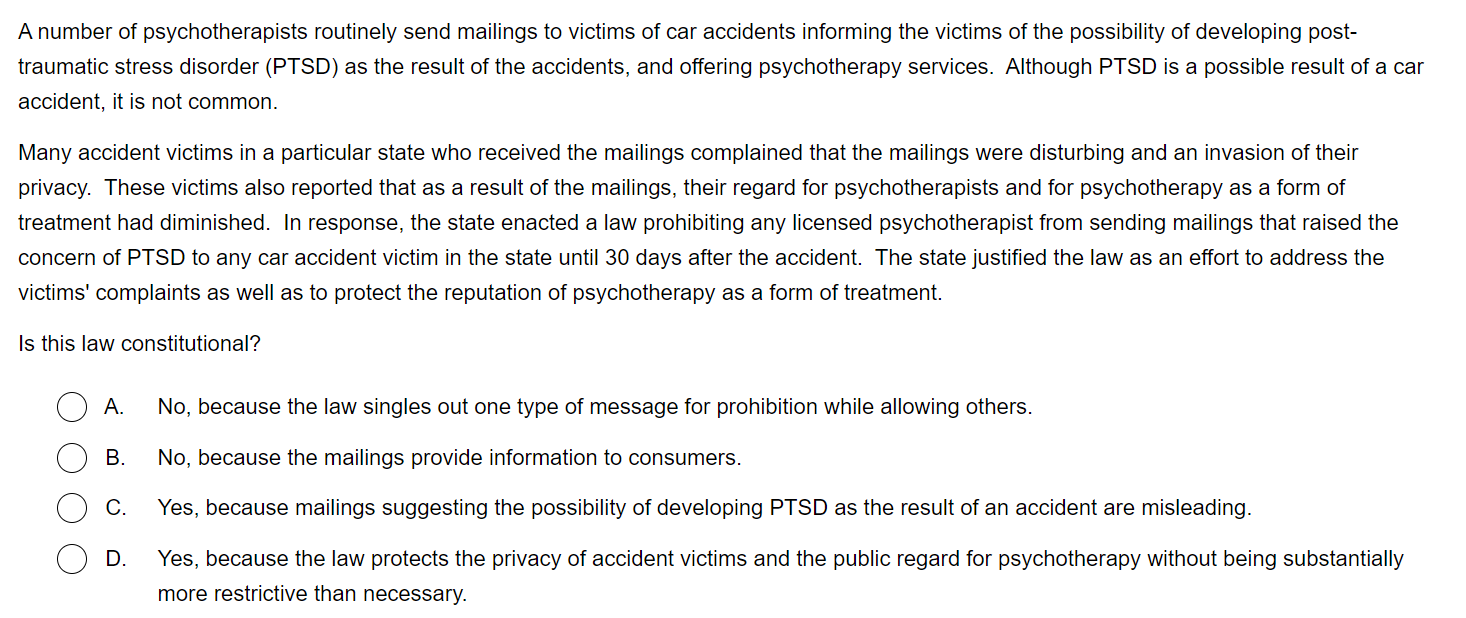 A number of psychotherapists routinely send mailings to victims of car accidents informing the victims of the possibility of developing post-
traumatic stress disorder (PTSD) as the result of the accidents, and offering psychotherapy services.  Although PTSD is a possible result of a car
accident, it is not common.
Many accident victims in a particular state who received the mailings complained that the mailings were disturbing and an invasion of their
privacy.  These victims also reported that as a result of the mailings, their regard for psychotherapists and for psychotherapy as a form of
treatment had diminished.  In response, the state enacted a law prohibiting any licensed psychotherapist from sending mailings that raised the
concern of PTSD to any car accident victim in the state until 30 days after the accident.  The state justified the law as an effort to address the
victims' complaints as well as to protect the reputation of psychotherapy as a form of treatment.
Is this law constitutional?
A. No, because the law singles out one type of message for prohibition while allowing others.
B. No, because the mailings provide information to consumers.
C. Yes, because mailings suggesting the possibility of developing PTSD as the result of an accident are misleading.
D. Yes, because the law protects the privacy of accident victims and the public regard for psychotherapy without being substantially
more restrictive than necessary.